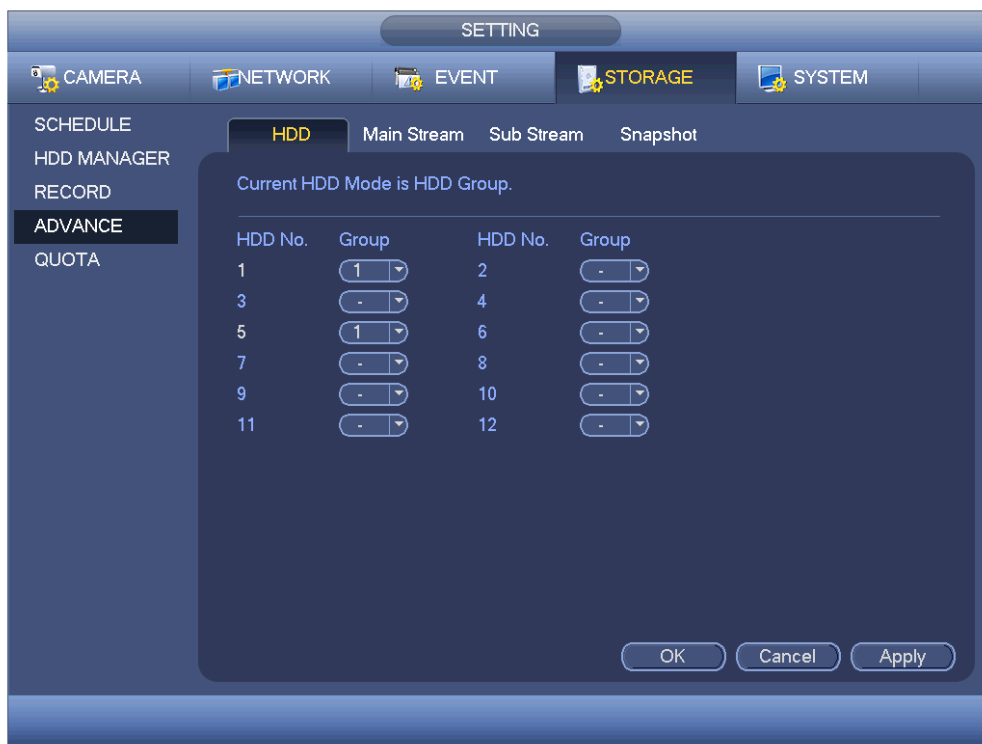 SETTING
CAMERA NETWORK EVENT STORAGE SYSTEM
SCHEDULE
HDD MANAGER
RECORD
ADVANCE
QUOTA
HDD Main Stream Sub Stream Snapshot
Current HDD Mode is HDD Group.
HDD No. Group HDD No. Group
1 1 2 -
3 - 4 -
5 1 6 -
7 - 8 -
9 - 10 -
11 - 12 -
OK Cancel Apply